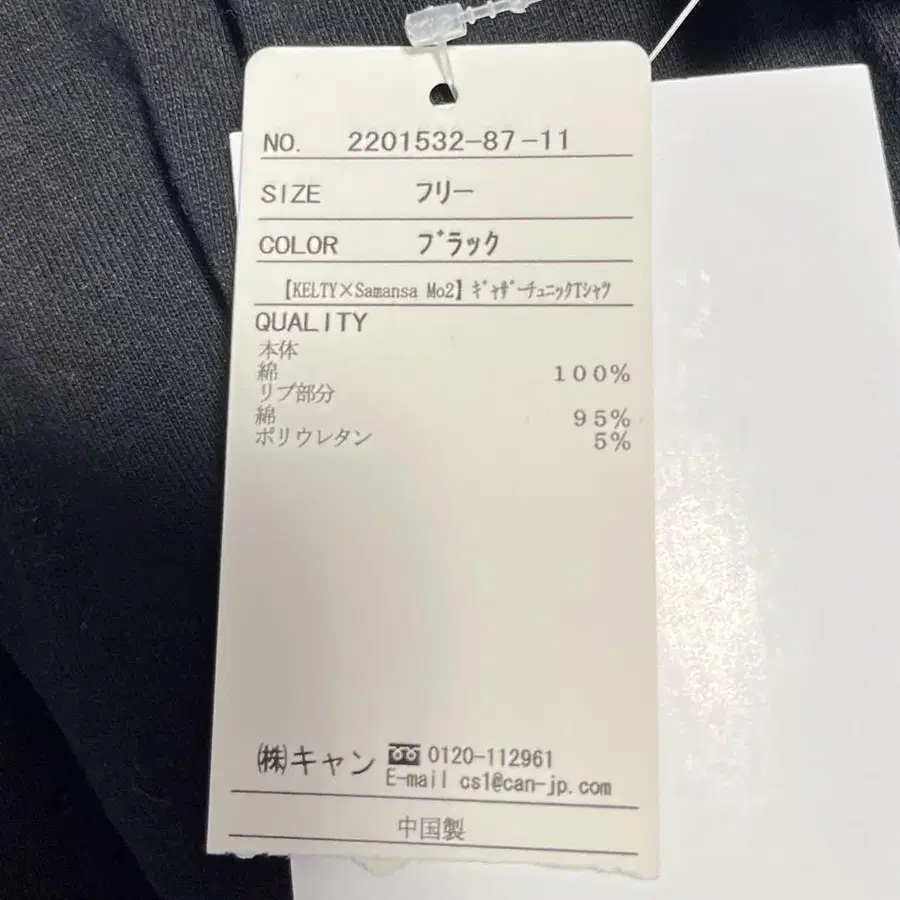 NO. 2201532-87-11
SIZE フリー
COLOR ﾌﾞﾗｯｸ
【KELTY×Samansa Mo2】ｷﾞｬｻﾞｰﾁｭﾆｯｸTｼｬﾂ
QUALITY
本体
綿 100%
リブ部分
綿 95%
ポリウレタン 5%
㈱キャン 0120-112961
E-mail cs1@can-jp.com
中国製